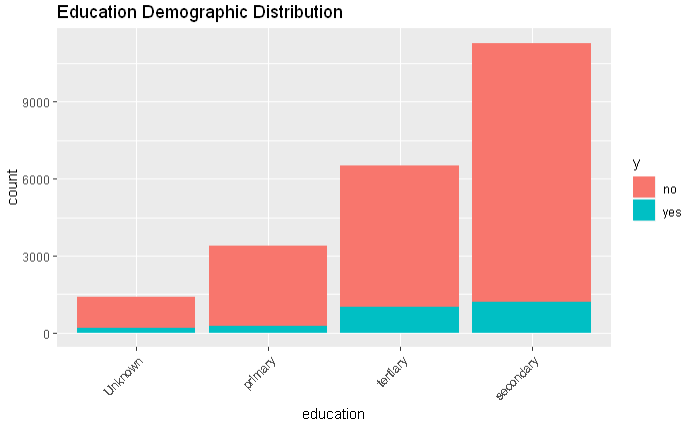 Education Demographic Distribution
count
9000
6000
3000
0
Unknown
primary
tertiary
secondary
education
y
no
yes